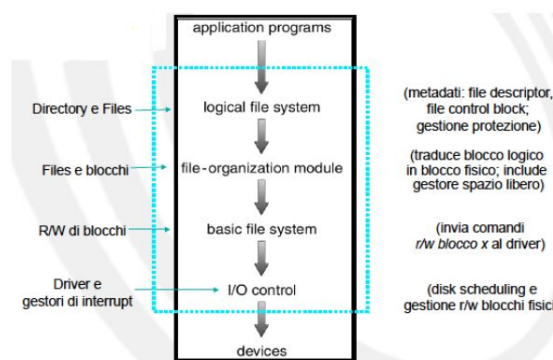 application programs
Directory e Files
logical file system
(metadati: file descriptor,
file control block;
gestione protezione)
Files e blocchi
file-organization module
(traduce blocco logico
in blocco fisico; include
gestore spazio libero)
R/W di blocchi
basic file system
(invia comandi
r/w blocco x al driver)
Driver e
gestori di interrupt
I/O control
(disk scheduling e
gestione r/w blocchi fisici
devices